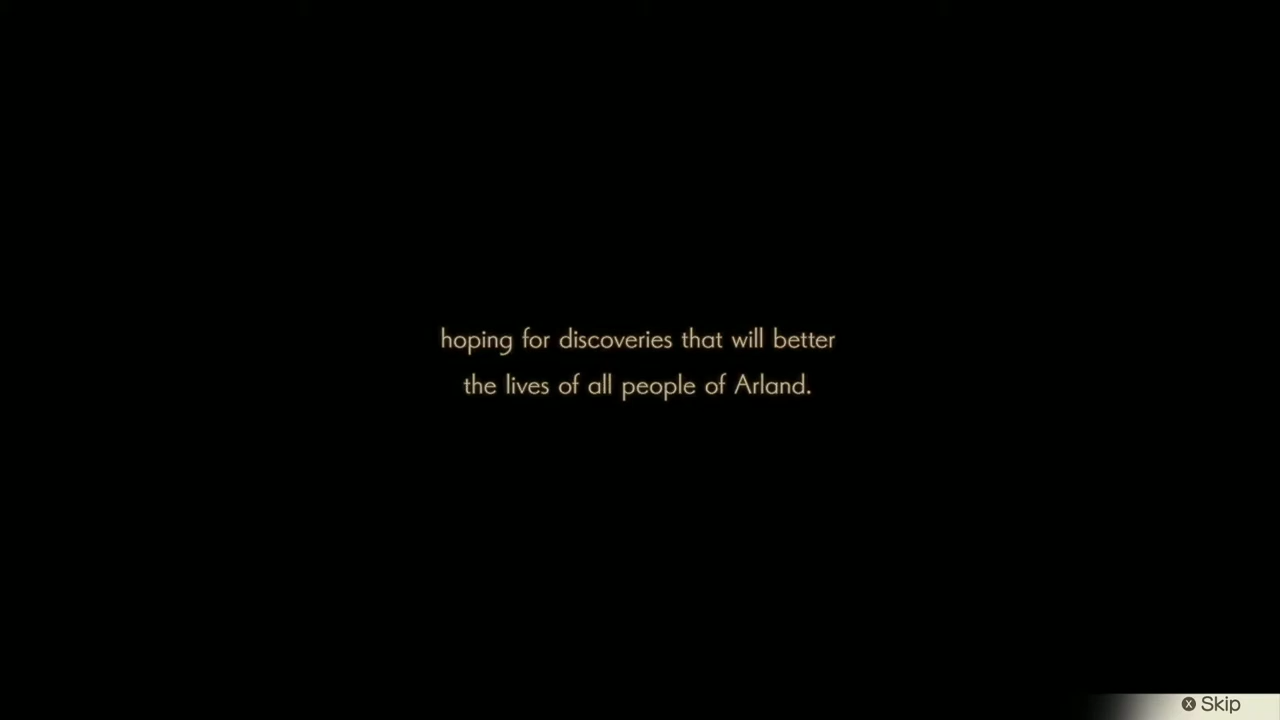 hoping for discoveries that will better
the lives of all people of Arland.
X Skip